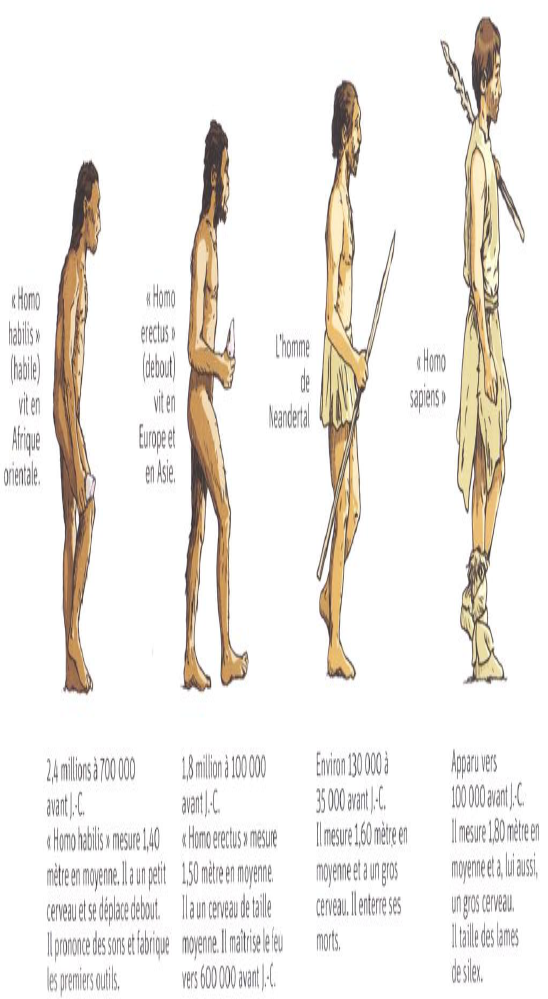 « Homo
habilis »
(habile)
vit en
Afrique
orientale.
« Homo
erectus »
(debout)
vit en
Europe et
en Asie.
L'homme
de
Neandertal
« Homo
sapiens »
2,4 millions à 700 000
avant J.-C.
« Homo habilis » mesure 1,40
mètre en moyenne. Il a un petit
cerveau et se déplace debout.
Il prononce des sons et fabrique
les premiers outils.
1,8 million à 100 000
avant J.-C.
« Homo erectus » mesure
1,50 mètre en moyenne.
Il a un cerveau de taille
moyenne. Il maîtrise le feu
vers 600 000 avant J.-C.
Environ 130 000 à
35 000 avant J.-C.
Il mesure 1,60 mètre en
moyenne et a un gros
cerveau. Il enterre ses
morts.
Apparu vers
100 000 avant J.-C.
Il mesure 1,80 mètre en
moyenne et a, lui aussi,
un gros cerveau.
Il taille des lames
de silex.